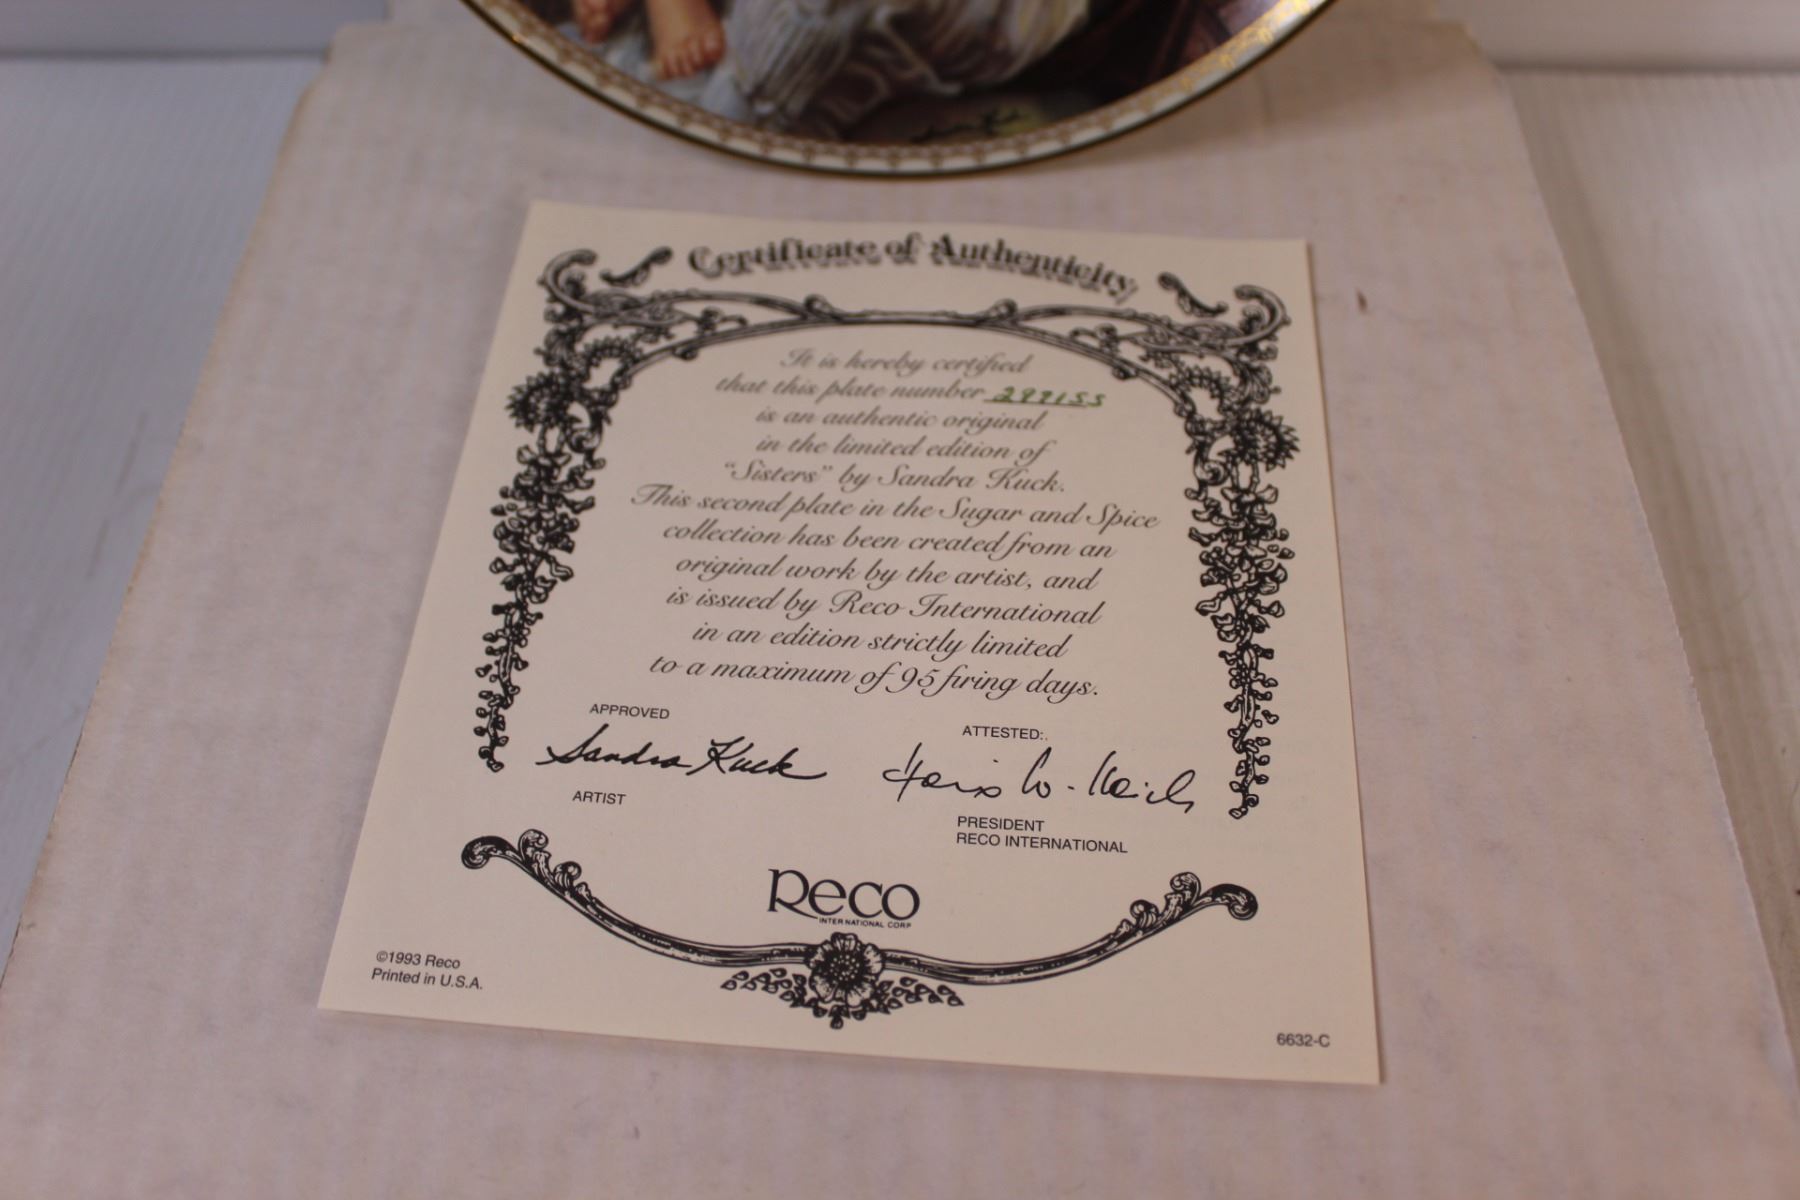 Certificate of Authenticity
It is hereby certified
that this plate number 299155
is an authentic original
in the limited edition of
"Sisters" by Sandra Kuck.
This second plate in the Sugar and Spice
collection has been created from an
original work by the artist, and
is issued by Reco International
in an edition strictly limited
to a maximum of 95 firing days.
APPROVED
ATTESTED:.
Sandra Kuck
ARTIST
PRESIDENT
RECO INTERNATIONAL
Reco
INTERNATIONAL CORP
©1993 Reco
Printed in U.S.A.
6632-C